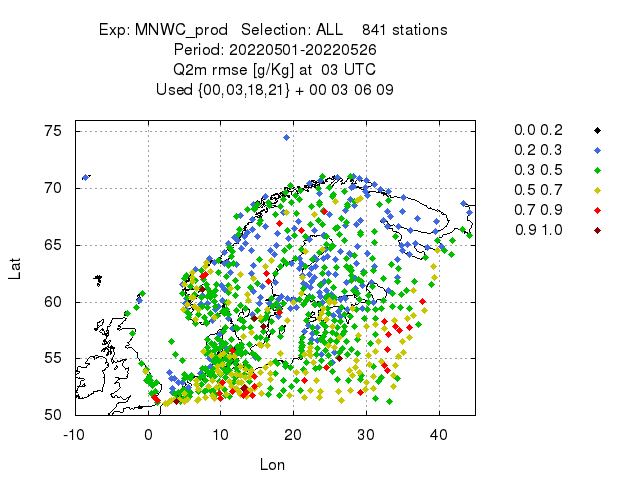 Exp: MNWC_prod   Selection: ALL    841 stations
Period: 20220501-20220526
Q2m rmse [g/Kg] at  03 UTC
Used {00,03,18,21} + 00 03 06 09
0.0 0.2
0.2 0.3
0.3 0.5
0.5 0.7
0.7 0.9
0.9 1.0
75
70
65
60
55
50
Lat
-10 0 10 20 30 40
Lon